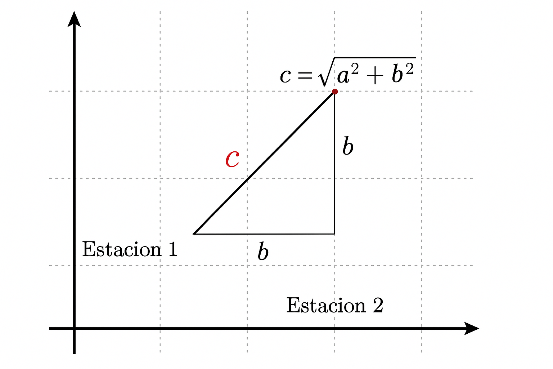 c = √a² + b²
b
c
Estacion 1
b
Estacion 2